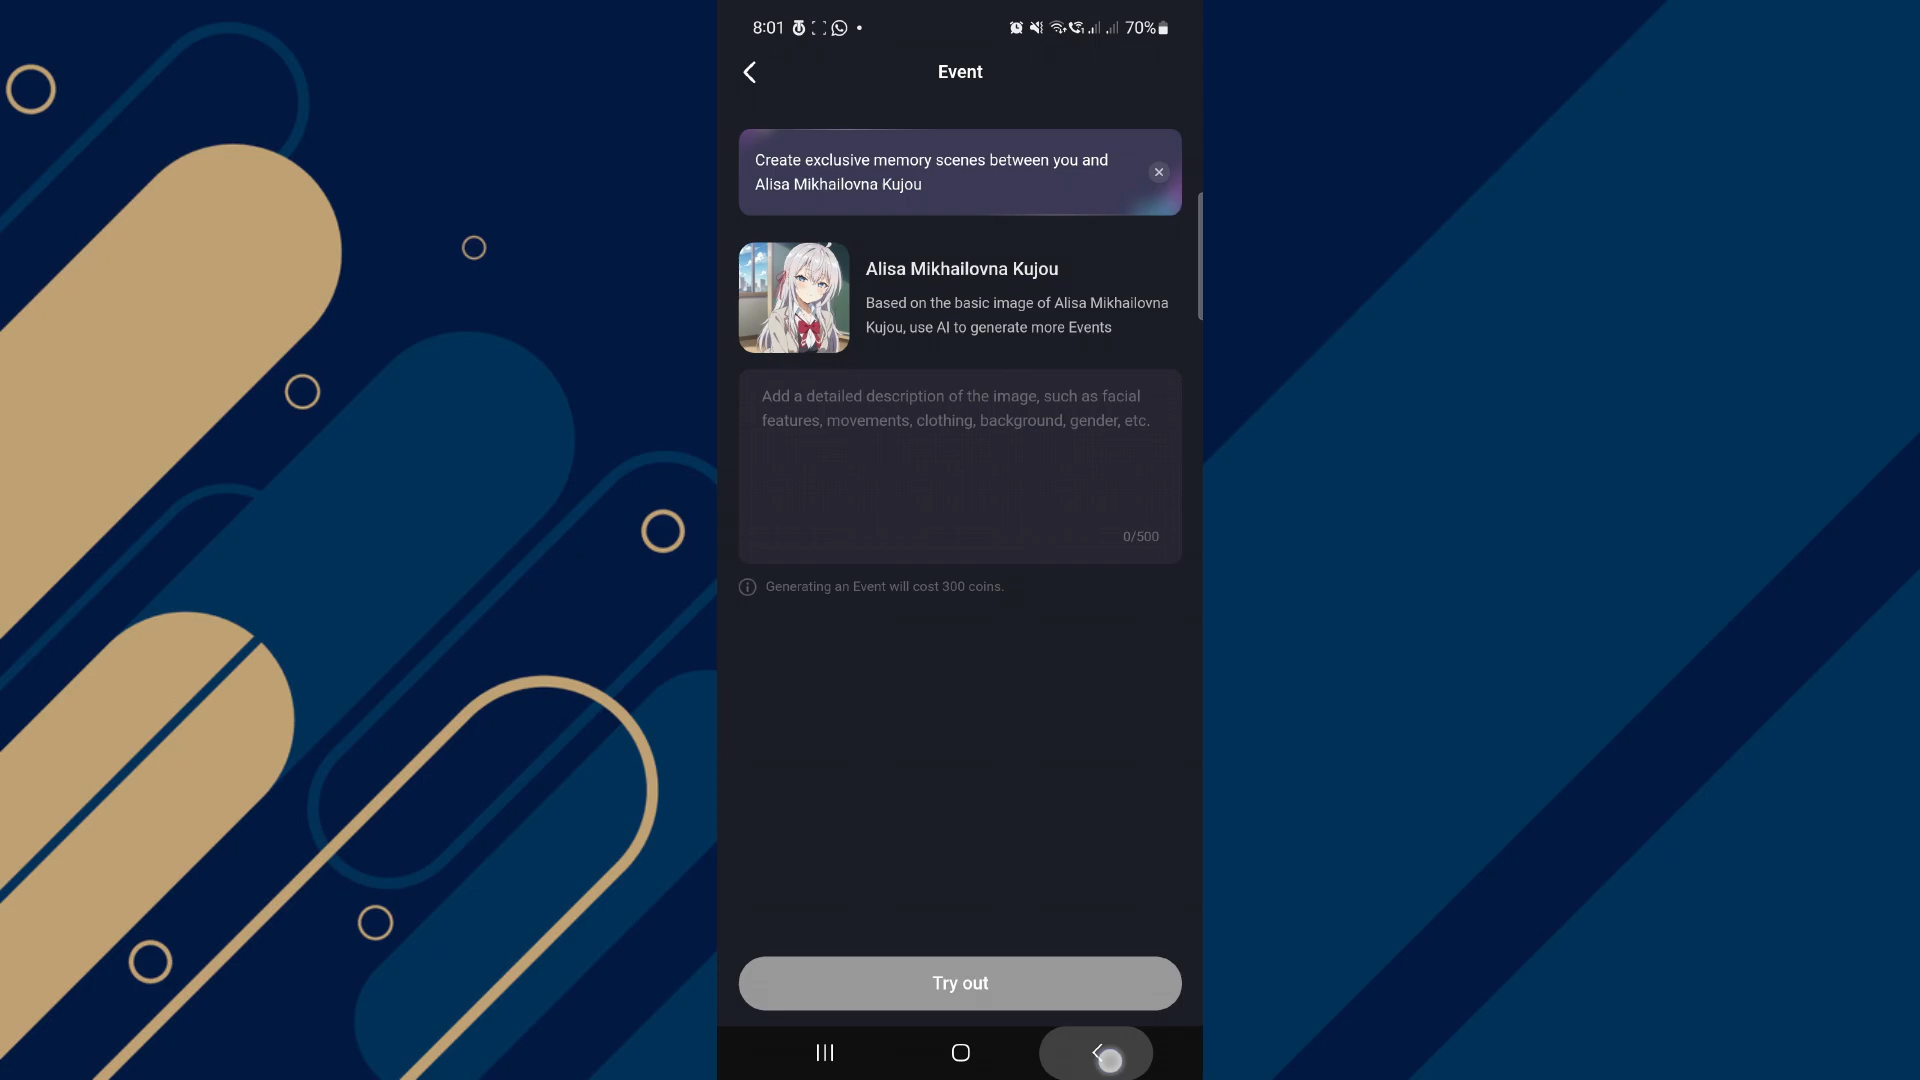 8:01
70%
Event
Create exclusive memory scenes between you and
Alisa Mikhailovna Kujou
Alisa Mikhailovna Kujou
Based on the basic image of Alisa Mikhailovna
Kujou, use AI to generate more Events
Add a detailed description of the image, such as facial
features, movements, clothing, background, gender, etc.
0/500
Generating an Event will cost 300 coins.
Try out